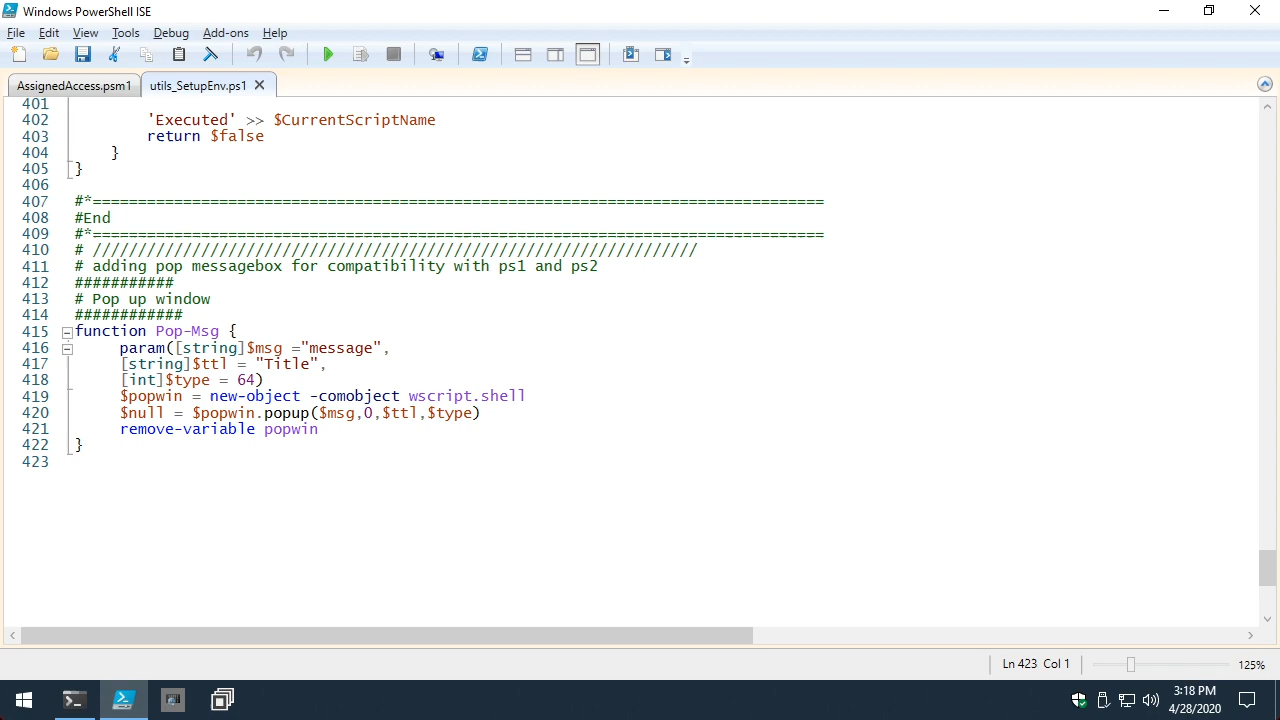 Windows PowerShell ISE
File Edit View Tools Debug Add-ons Help
AssignedAccess.psm1 utils_SetupEnv.ps1
401
402 'Executed' >> $CurrentScriptName
403 return $false
404 }
405 }
406
407 #*=================================================================================
408 #End
409 #*=================================================================================
410 # ///////////////////////////////////////////////////////////////////
411 # adding pop messagebox for compatibility with ps1 and ps2
412 ###########
413 # Pop up window
414 ############
415 function Pop-Msg {
416 param([string]$msg ="message",
417 [string]$ttl = "Title",
418 [int]$type = 64)
419 $popwin = new-object -comobject wscript.shell
420 $null = $popwin.popup($msg,0,$ttl,$type)
421 remove-variable popwin
422 }
423
Ln 423 Col 1 125%
3:18 PM
4/28/2020